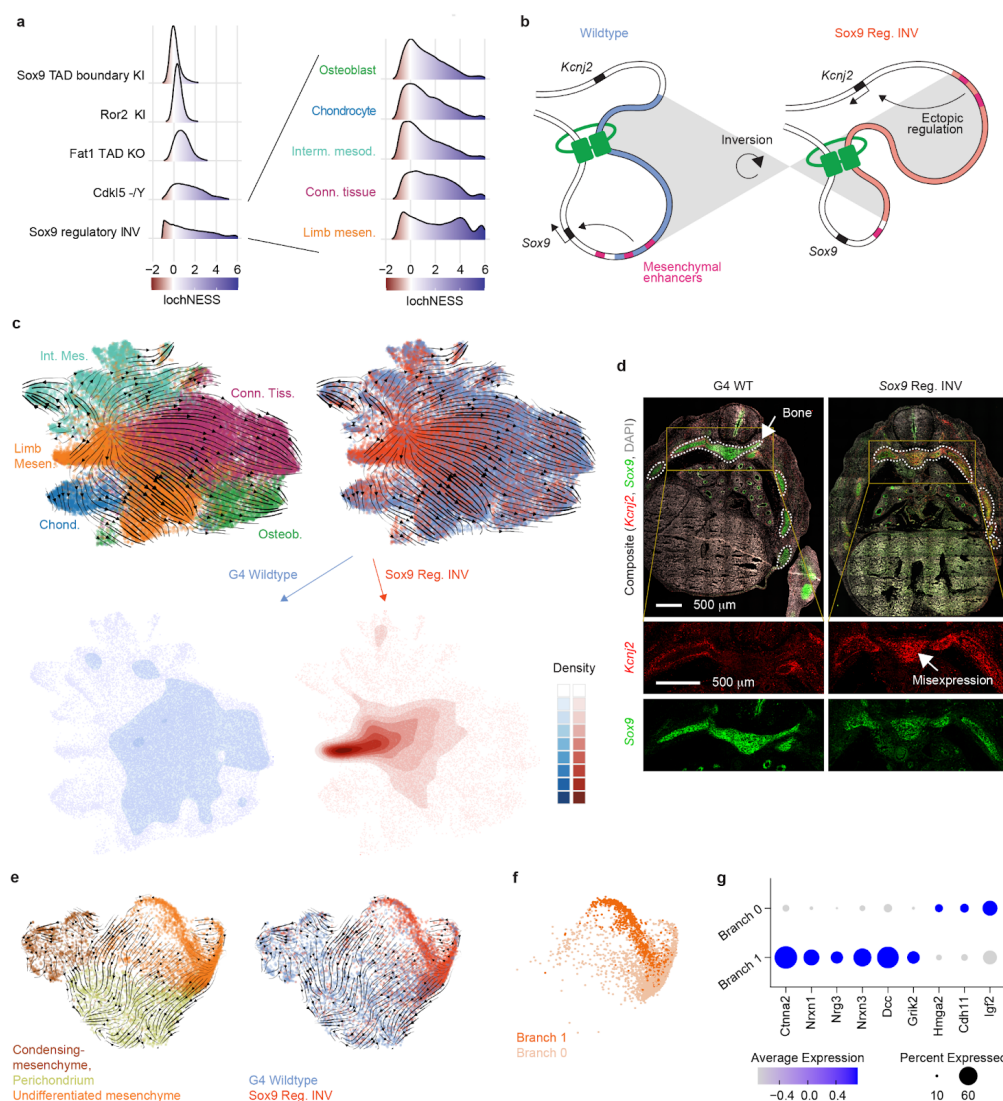 a
Sox9 TAD boundary KI
Ror2 KI
Fat1 TAD KO
Cdkl5 -/Y
Sox9 regulatory INV
−2 0 2 4 6
lochNESS
Osteoblast
Chondrocyte
Interm. mesod.
Conn. tissue
Limb mesen.
−2 0 2 4 6
lochNESS
b
Wildtype
Sox9 Reg. INV
Kcnj2
Kcnj2
Ectopic
regulation
Inversion
Sox9
Sox9
Mesenchymal
enhancers
c
Int. Mes.
Conn. Tiss.
Limb
Mesen.
Chond.
Osteob.
G4 Wildtype
Sox9 Reg. INV
Density
d
G4 WT
Sox9 Reg. INV
Composite (Kcnj2, Sox9, DAPI)
Bone
500 μm
Kcnj2
500 μm
Misexpression
Sox9
e
Condensing-
mesenchyme,
Perichondrium
Undifferentiated mesenchyme
G4 Wildtype
Sox9 Reg. INV
f
Branch 1
Branch 0
g
Branch 0
Branch 1
Ctnna2
Nrxn1
Nrg3
Nrxn3
Dcc
Grik2
Hmga2
Cdh11
Igf2
Average Expression
−0.4 0.0 0.4
Percent Expressed
10 60